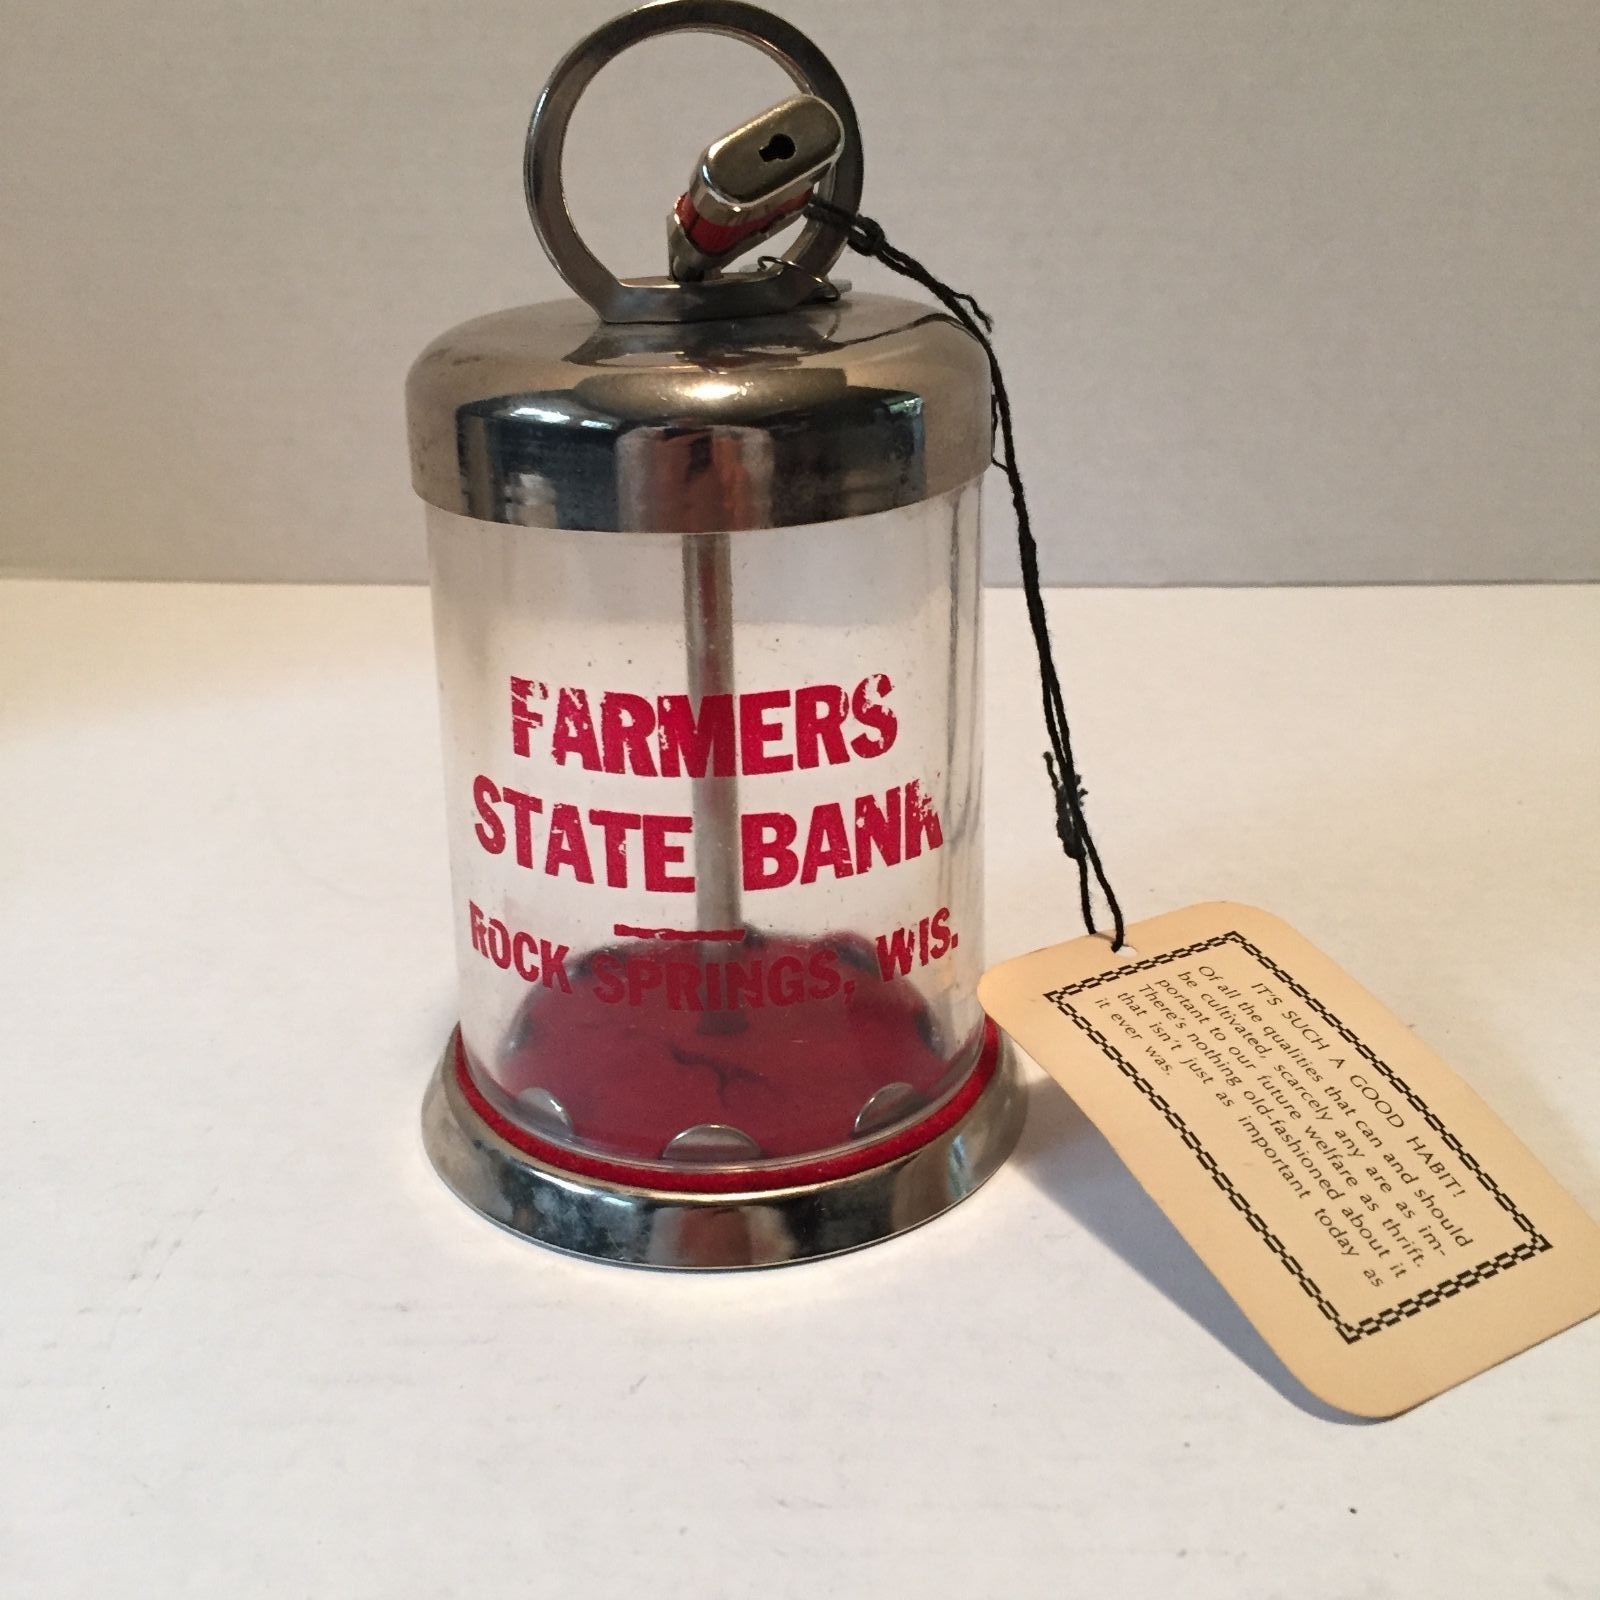 FARMERS
STATE BANK
ROCK SPRINGS, WIS.
IT'S SUCH A GOOD HABIT!
Of all the qualities that can and should
be cultivated, scarcely any are as im-
portant to our future welfare as thrift.
There's nothing old-fashioned about it
that isn't just as important today as
it ever was.